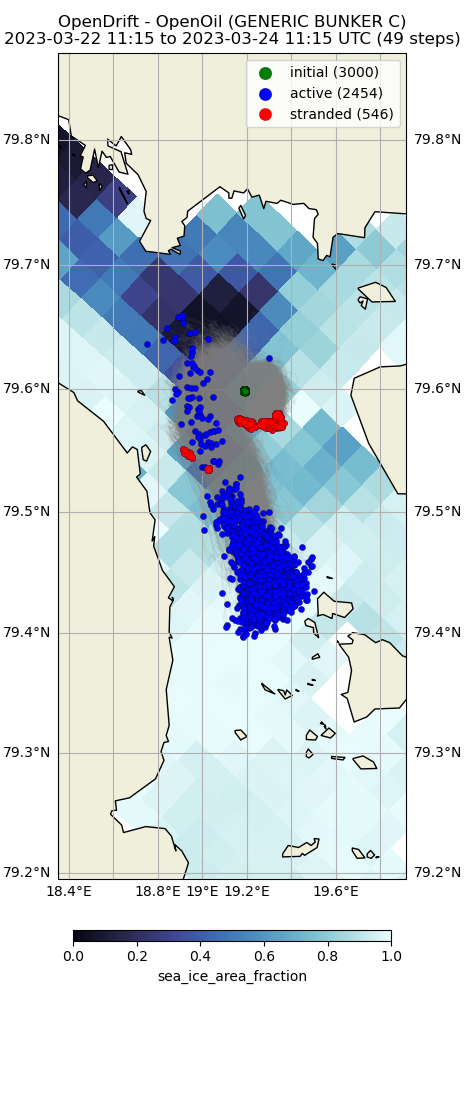 OpenDrift - OpenOil (GENERIC BUNKER C)
2023-03-22 11:15 to 2023-03-24 11:15 UTC (49 steps)
initial (3000)
active (2454)
stranded (546)
79.8°N 79.8°N
79.7°N 79.7°N
79.6°N 79.6°N
79.5°N 79.5°N
79.4°N 79.4°N
79.3°N 79.3°N
79.2°N 79.2°N
18.4°E 18.8°E 19°E 19.2°E 19.6°E
0.0 0.2 0.4 0.6 0.8 1.0
sea_ice_area_fraction